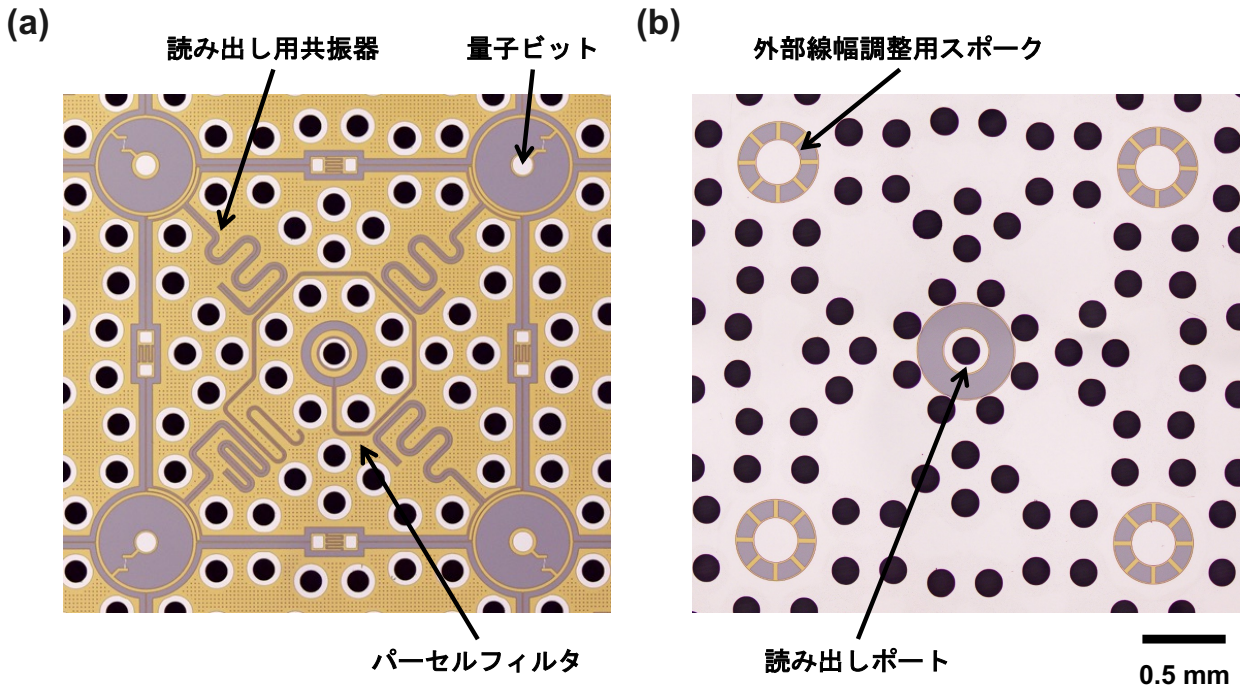 (a)
読み出し用共振器
量子ビット
パーセルフィルタ
(b)
外部線幅調整用スポーク
読み出しポート
0.5 mm